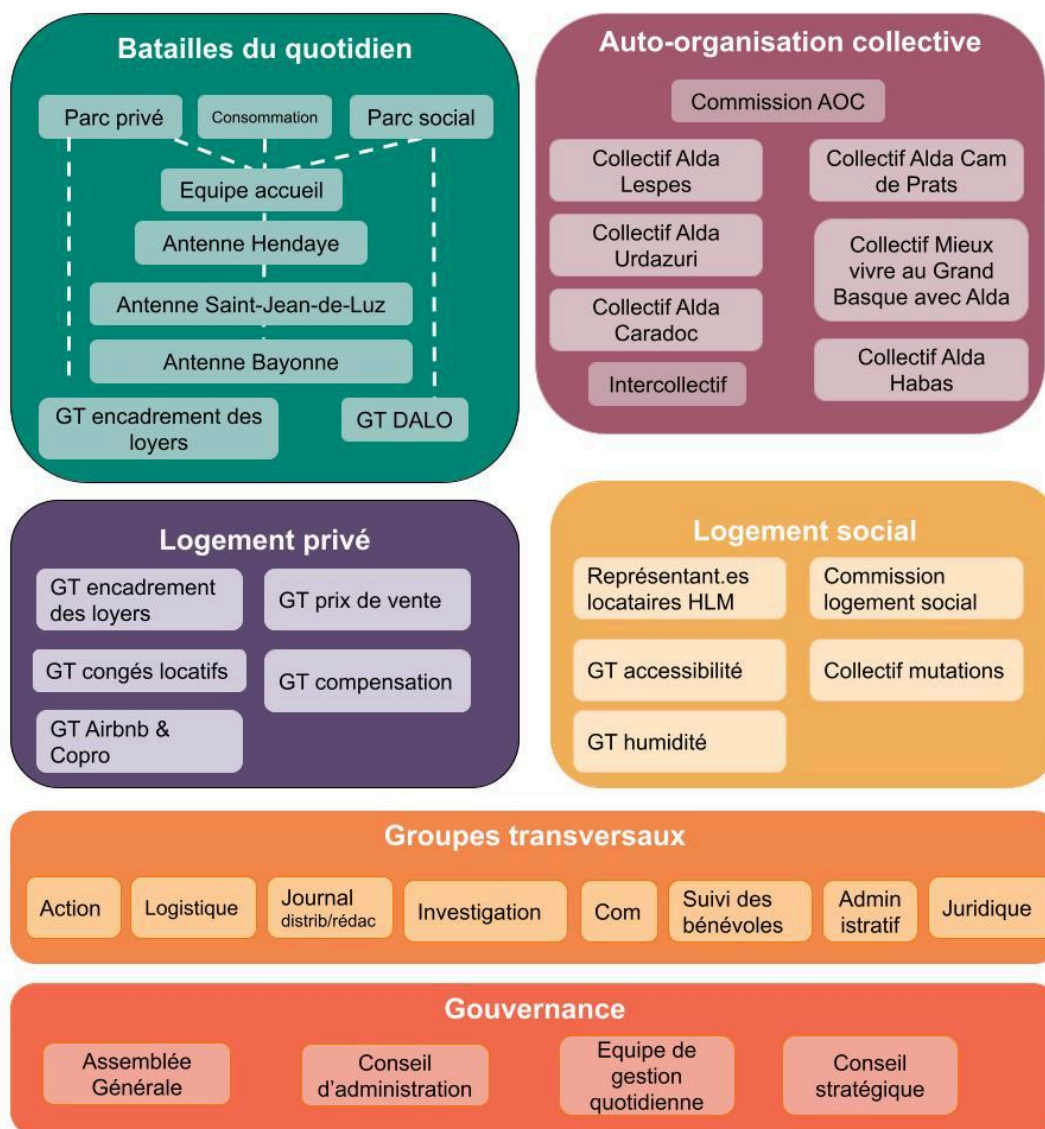 Batailles du quotidien
Parc privé
Consommation
Parc social
Equipe accueil
Antenne Hendaye
Antenne Saint-Jean-de-Luz
Antenne Bayonne
GT encadrement des
loyers
GT DALO
Auto-organisation collective
Commission AOC
Collectif Alda
Lespes
Collectif Alda Cam
de Prats
Collectif Alda
Urdazuri
Collectif Mieux
vivre au Grand
Basque avec Alda
Collectif Alda
Caradoc
Collectif Alda
Habas
Intercollectif
Logement privé
GT encadrement
des loyers
GT prix de vente
GT congés locatifs
GT compensation
GT Airbnb &
Copro
Logement social
Représentant.es
locataires HLM
Commission
logement social
GT accessibilité
Collectif mutations
GT humidité
Groupes transversaux
Action
Logistique
Journal
distrib/rédac
Investigation
Com
Suivi des
bénévoles
Admin
istratif
Juridique
Gouvernance
Assemblée
Générale
Conseil
d'administration
Equipe de
gestion
quotidienne
Conseil
stratégique